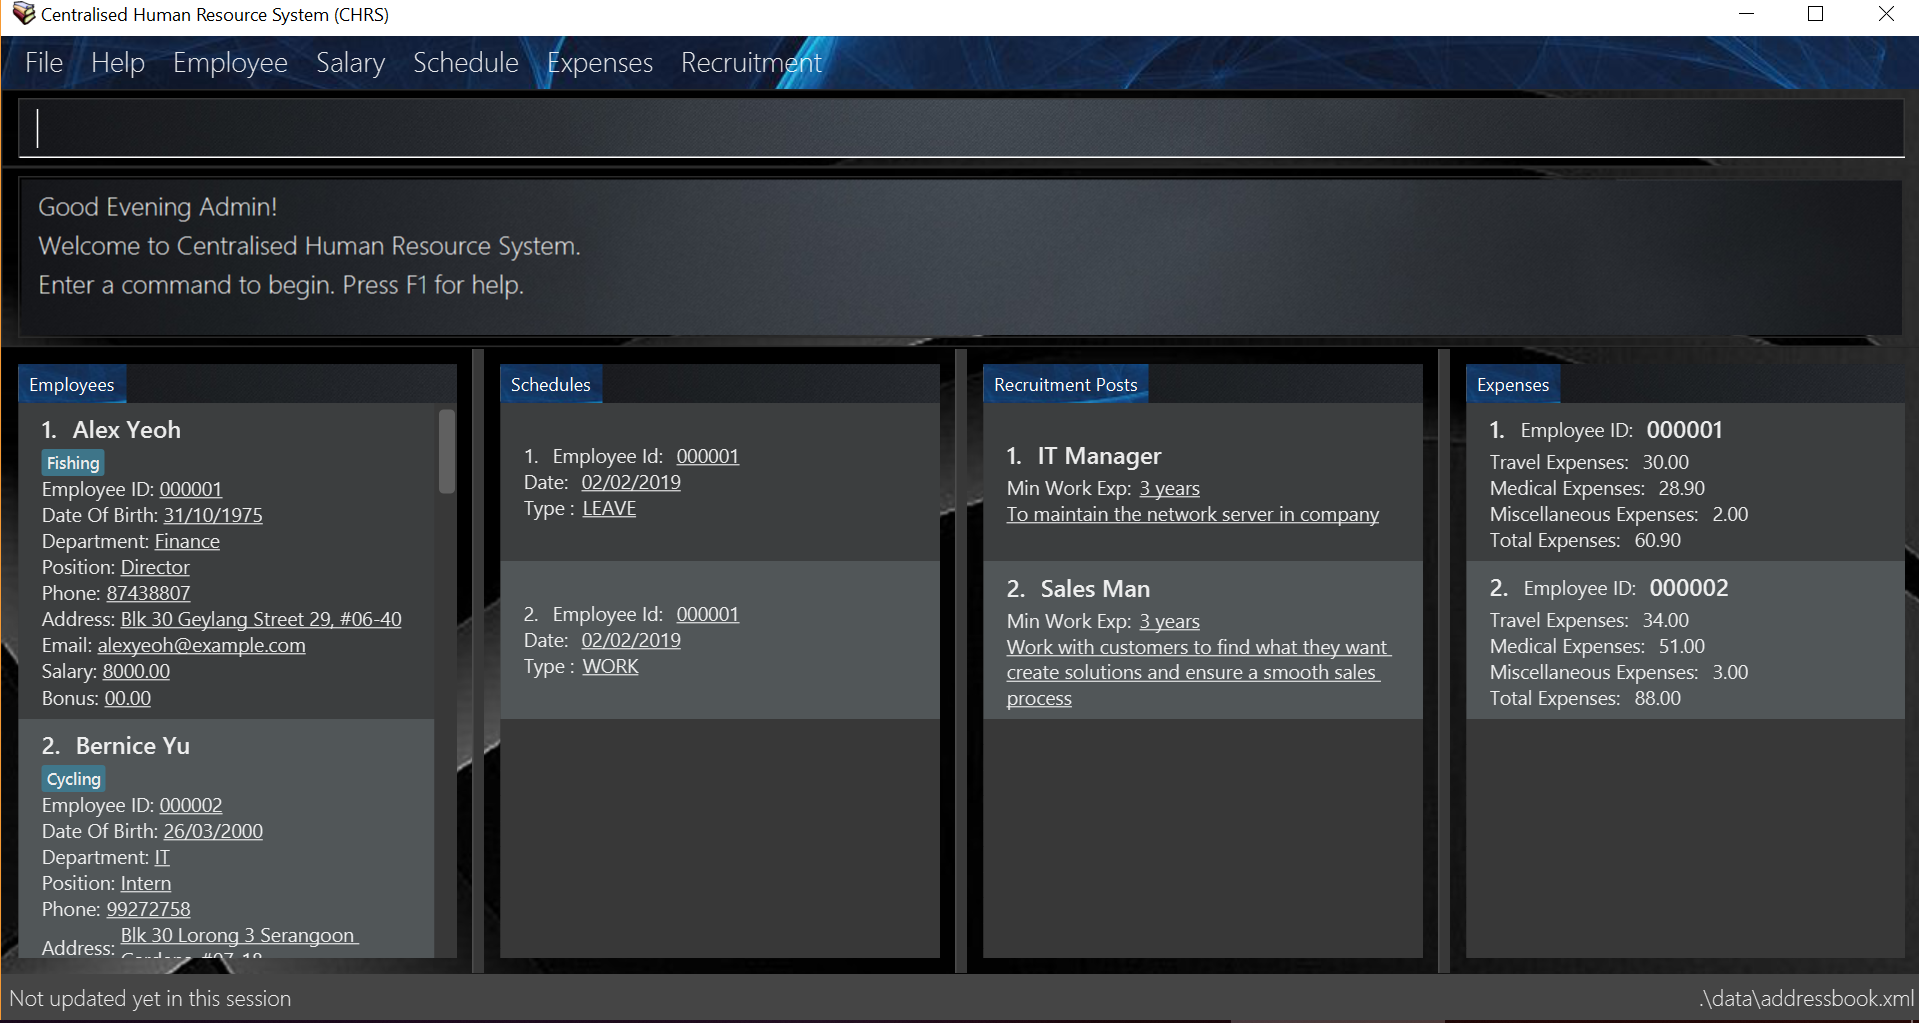 Centralised Human Resource System (CHRS)
File Help Employee Salary Schedule Expenses Recruitment
Good Evening Admin!
Welcome to Centralised Human Resource System.
Enter a command to begin. Press F1 for help.
Employees
1. Alex Yeoh
Fishing
Employee ID: 000001
Date Of Birth: 31/10/1975
Department: Finance
Position: Director
Phone: 87438807
Address: Blk 30 Geylang Street 29, #06-40
Email: alexyeoh@example.com
Salary: 8000.00
Bonus: 00.00
2. Bernice Yu
Cycling
Employee ID: 000002
Date Of Birth: 26/03/2000
Department: IT
Position: Intern
Phone: 99272758
Address: Blk 30 Lorong 3 Serangoon
Schedules
1. Employee Id: 000001
Date: 02/02/2019
Type : LEAVE
2. Employee Id: 000001
Date: 02/02/2019
Type : WORK
Recruitment Posts
1. IT Manager
Min Work Exp: 3 years
To maintain the network server in company
2. Sales Man
Min Work Exp: 3 years
Work with customers to find what they want
create solutions and ensure a smooth sales
process
Expenses
1. Employee ID: 000001
Travel Expenses: 30.00
Medical Expenses: 28.90
Miscellaneous Expenses: 2.00
Total Expenses: 60.90
2. Employee ID: 000002
Travel Expenses: 34.00
Medical Expenses: 51.00
Miscellaneous Expenses: 3.00
Total Expenses: 88.00
Not updated yet in this session
.\data\addressbook.xml